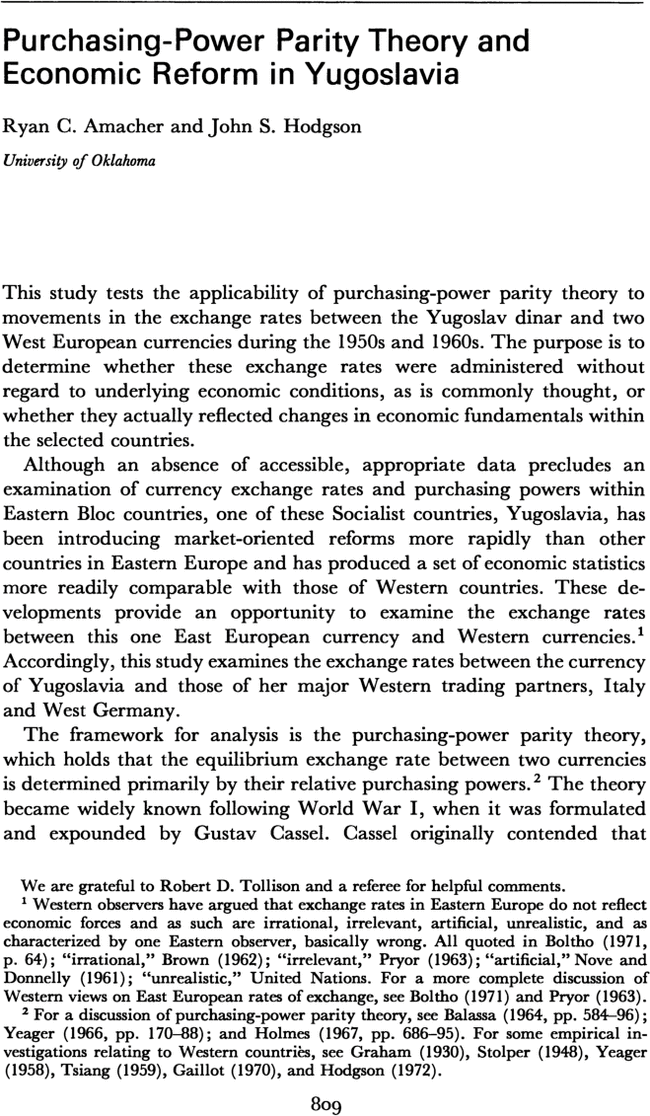 Purchasing-Power Parity Theory and
Economic Reform in Yugoslavia
Ryan C. Amacher and John S. Hodgson
University of Oklahoma
This study tests the applicability of purchasing-power parity theory to
movements in the exchange rates between the Yugoslav dinar and two
West European currencies during the 1950s and 1960s. The purpose is to
determine whether these exchange rates were administered without
regard to underlying economic conditions, as is commonly thought, or
whether they actually reflected changes in economic fundamentals within
the selected countries.
Although an absence of accessible, appropriate data precludes an
examination of currency exchange rates and purchasing powers within
Eastern Bloc countries, one of these Socialist countries, Yugoslavia, has
been introducing market-oriented reforms more rapidly than other
countries in Eastern Europe and has produced a set of economic statistics
more readily comparable with those of Western countries. These de-
velopments provide an opportunity to examine the exchange rates
between this one East European currency and Western currencies.¹
Accordingly, this study examines the exchange rates between the currency
of Yugoslavia and those of her major Western trading partners, Italy
and West Germany.
The framework for analysis is the purchasing-power parity theory,
which holds that the equilibrium exchange rate between two currencies
is determined primarily by their relative purchasing powers.² The theory
became widely known following World War I, when it was formulated
and expounded by Gustav Cassel. Cassel originally contended that
We are grateful to Robert D. Tollison and a referee for helpful comments.
¹ Western observers have argued that exchange rates in Eastern Europe do not reflect
economic forces and as such are irrational, irrelevant, artificial, unrealistic, and as
characterized by one Eastern observer, basically wrong. All quoted in Boltho (1971,
p. 64); “irrational,” Brown (1962); “irrelevant,” Pryor (1963); “artificial,” Nove and
Donnelly (1961); “unrealistic,” United Nations. For a more complete discussion of
Western views on East European rates of exchange, see Boltho (1971) and Pryor (1963).
² For a discussion of purchasing-power parity theory, see Balassa (1964, pp. 584–96);
Yeager (1966, pp. 170–88); and Holmes (1967, pp. 686–95). For some empirical in-
vestigations relating to Western countries, see Graham (1930), Stolper (1948), Yeager
(1958), Tsiang (1959), Gaillot (1970), and Hodgson (1972).
809